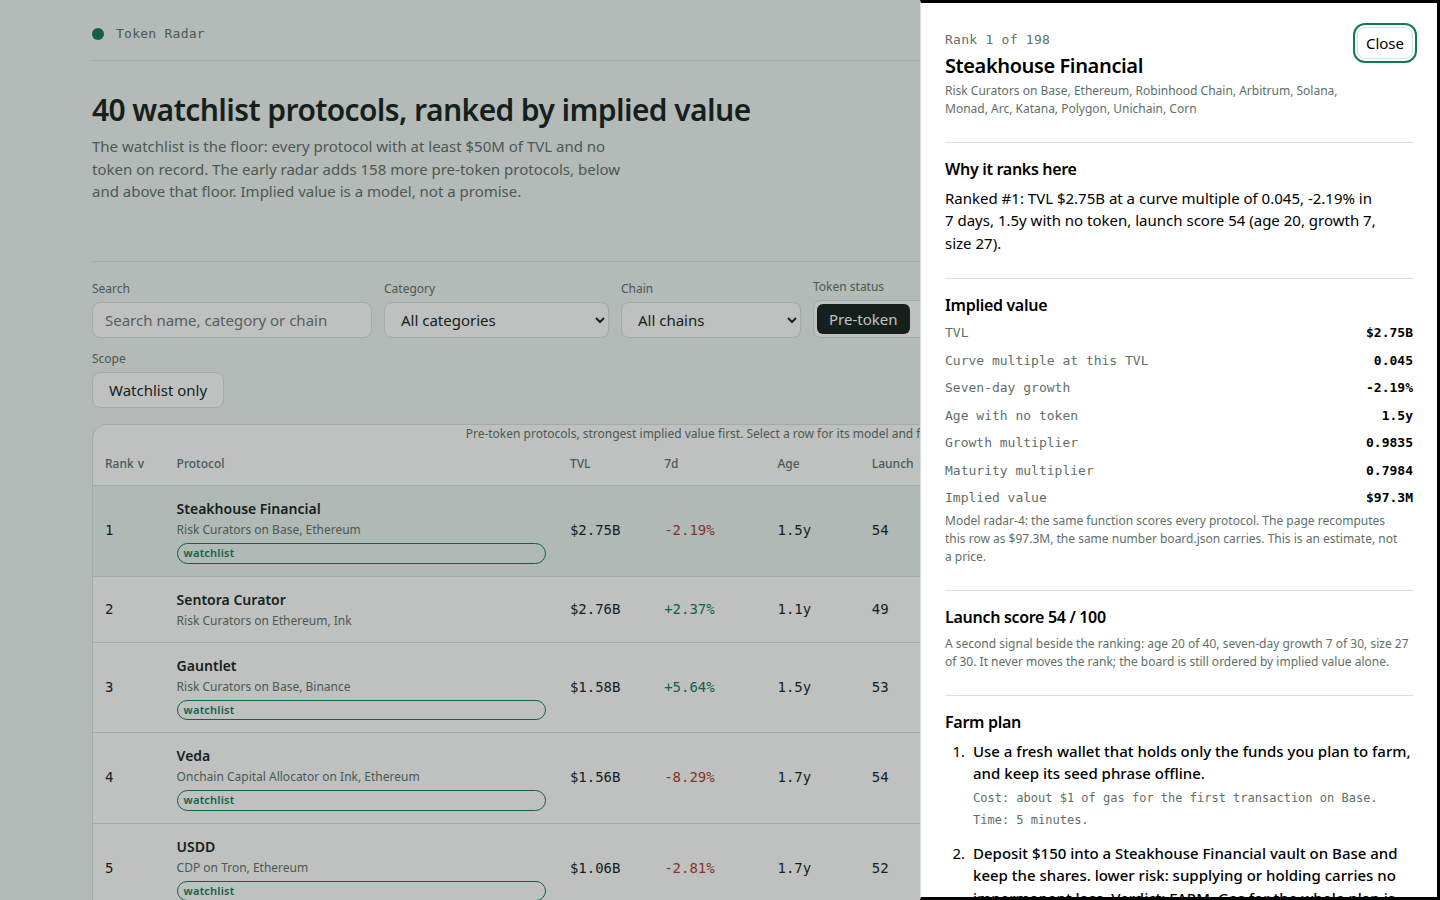 Token Radar
40 watchlist protocols, ranked by implied value
The watchlist is the floor: every protocol with at least $50M of TVL and no
token on record. The early radar adds 158 more pre-token protocols, below
and above that floor. Implied value is a model, not a promise.
Search
Category
Chain
Token status
Search name, category or chain
All categories
All chains
Pre-token
Scope
Watchlist only
Pre-token protocols, strongest implied value first. Select a row for its model and f
Rank v
Protocol
TVL
7d
Age
Launch
1
Steakhouse Financial
Risk Curators on Base, Ethereum
watchlist
$2.75B
-2.19%
1.5y
54
2
Sentora Curator
Risk Curators on Ethereum, Ink
$2.76B
+2.37%
1.1y
49
3
Gauntlet
Risk Curators on Base, Binance
watchlist
$1.58B
+5.64%
1.5y
53
4
Veda
Onchain Capital Allocator on Ink, Ethereum
watchlist
$1.56B
-8.29%
1.7y
54
5
USDD
CDP on Tron, Ethereum
watchlist
$1.06B
-2.81%
1.7y
52
Rank 1 of 198
Close
Steakhouse Financial
Risk Curators on Base, Ethereum, Robinhood Chain, Arbitrum, Solana,
Monad, Arc, Katana, Polygon, Unichain, Corn
Why it ranks here
Ranked #1: TVL $2.75B at a curve multiple of 0.045, -2.19% in
7 days, 1.5y with no token, launch score 54 (age 20, growth 7,
size 27).
Implied value
TVL $2.75B
Curve multiple at this TVL 0.045
Seven-day growth -2.19%
Age with no token 1.5y
Growth multiplier 0.9835
Maturity multiplier 0.7984
Implied value $97.3M
Model radar-4: the same function scores every protocol. The page recomputes
this row as $97.3M, the same number board.json carries. This is an estimate, not
a price.
Launch score 54 / 100
A second signal beside the ranking: age 20 of 40, seven-day growth 7 of 30, size 27
of 30. It never moves the rank; the board is still ordered by implied value alone.
Farm plan
1. Use a fresh wallet that holds only the funds you plan to farm,
and keep its seed phrase offline.
Cost: about $1 of gas for the first transaction on Base.
Time: 5 minutes.
2. Deposit $150 into a Steakhouse Financial vault on Base and
keep the shares. lower risk: supplying or holding carries no
impermanent loss. Verdict: FARM. Gas for the whole plan is